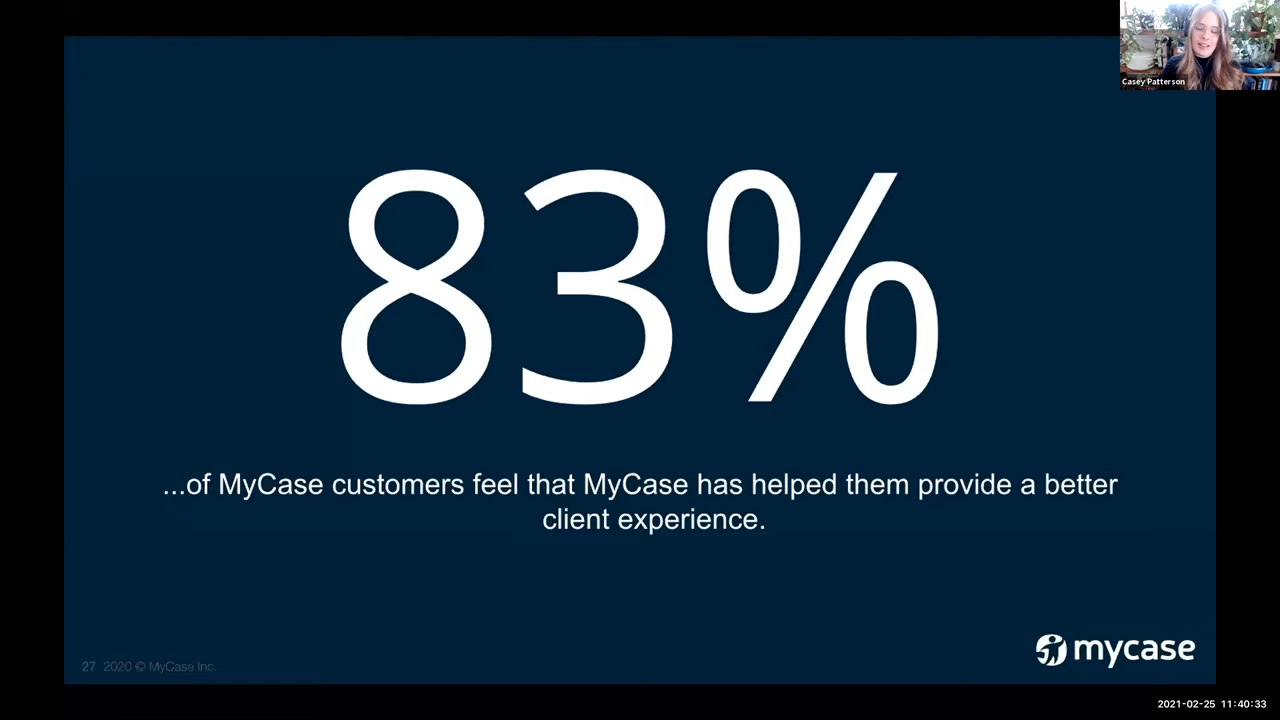 Casey Patterson
83%
...of MyCase customers feel that MyCase has helped them provide a better
client experience.
mycase
27 2020 © MyCase Inc.
2021-02-25 11:40:33